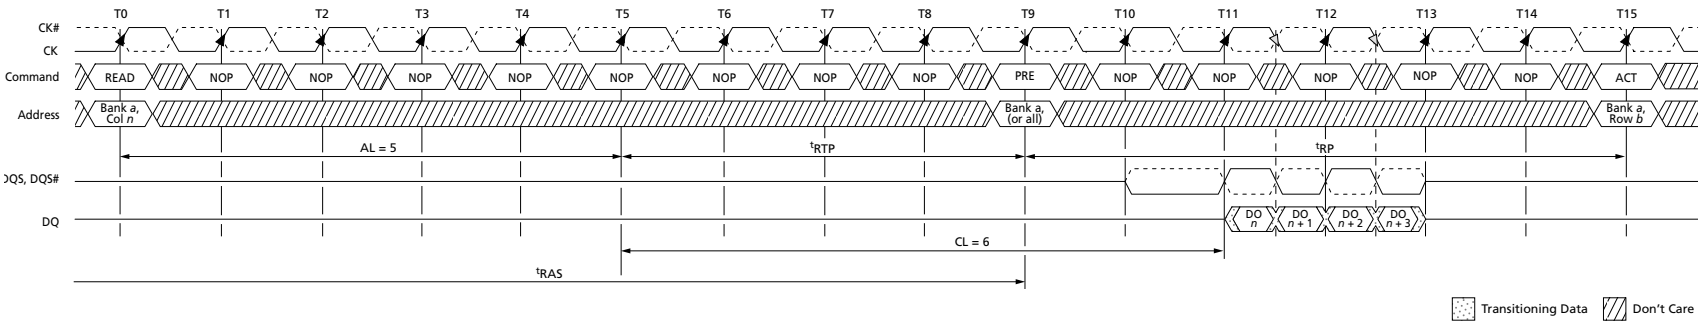 T0 T1 T2 T3 T4 T5 T6 T7 T8 T9 T10 T11 T12 T13 T14 T15
CK#
CK
Command READ NOP NOP NOP NOP NOP NOP NOP NOP PRE NOP NOP NOP NOP NOP ACT
Address Bank a, Col n Bank a, (or all) Bank a, Row b
AL = 5 tRTP tRP
DQS, DQS#
DQ DO n DO n + 1 DO n + 2 DO n + 3
CL = 6
tRAS
Transitioning Data Don't Care